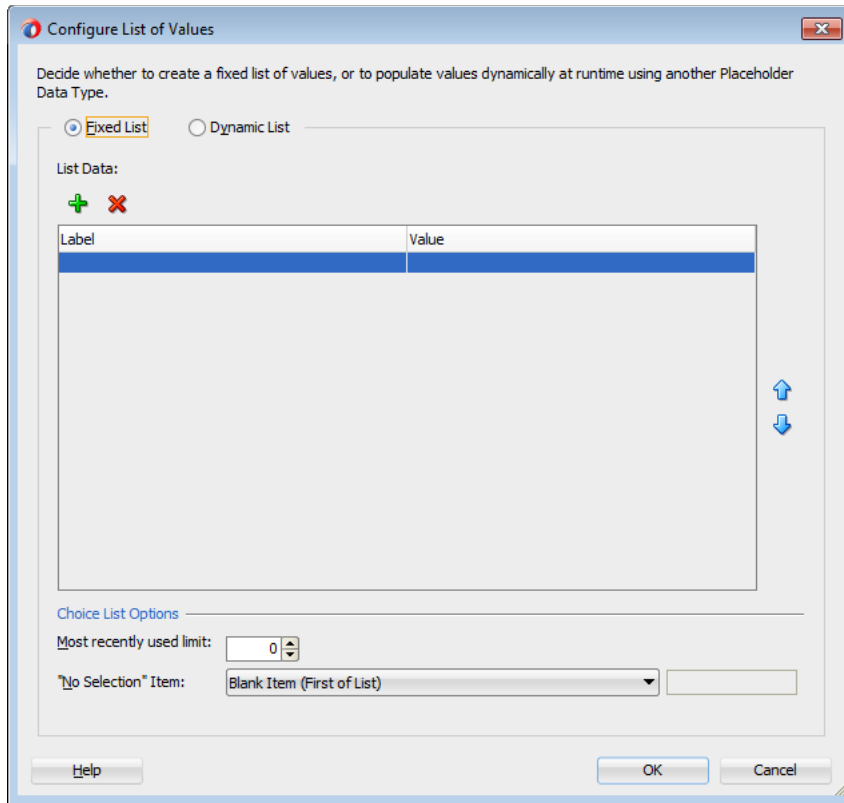 Configure List of Values
Decide whether to create a fixed list of values, or to populate values dynamically at runtime using another Placeholder
Data Type.
Fixed List Dynamic List
List Data:
Label Value
Choice List Options
Most recently used limit: 0
"No Selection" Item: Blank Item (First of List)
Help OK Cancel